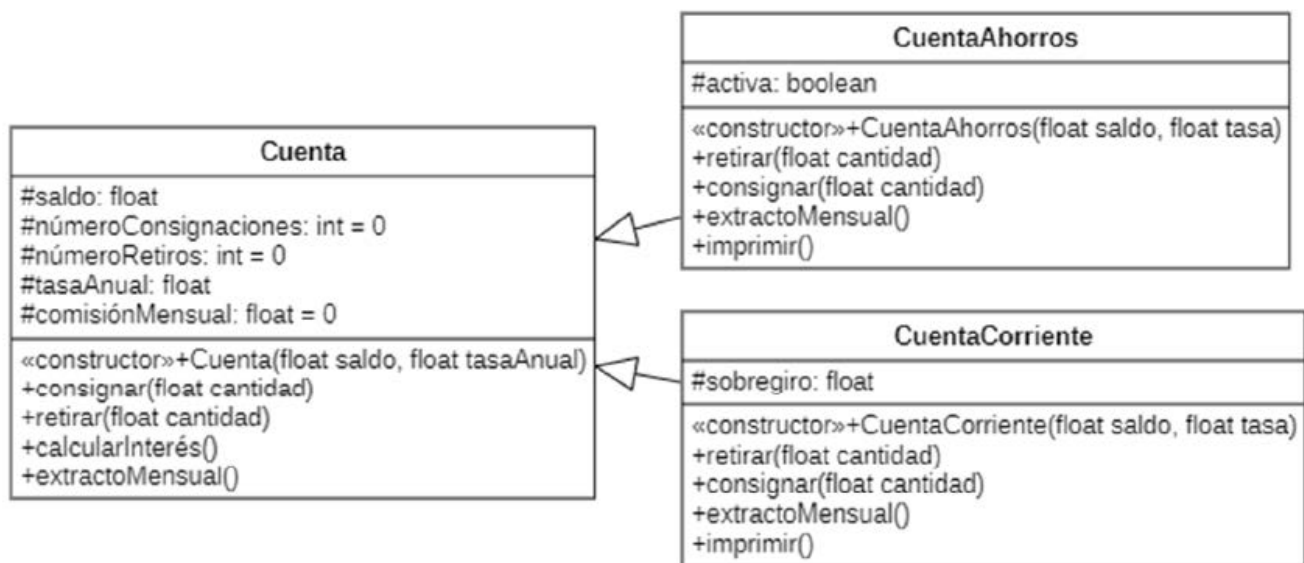 Cuenta
#saldo: float
#númeroConsignaciones: int = 0
#númeroRetiros: int = 0
#tasaAnual: float
#comisiónMensual: float = 0
«constructor»+Cuenta(float saldo, float tasaAnual)
+consignar(float cantidad)
+retirar(float cantidad)
+calcularInterés()
+extractoMensual()
CuentaAhorros
#activa: boolean
«constructor»+CuentaAhorros(float saldo, float tasa)
+retirar(float cantidad)
+consignar(float cantidad)
+extractoMensual()
+imprimir()
CuentaCorriente
#sobregiro: float
«constructor»+CuentaCorriente(float saldo, float tasa)
+retirar(float cantidad)
+consignar(float cantidad)
+extractoMensual()
+imprimir()